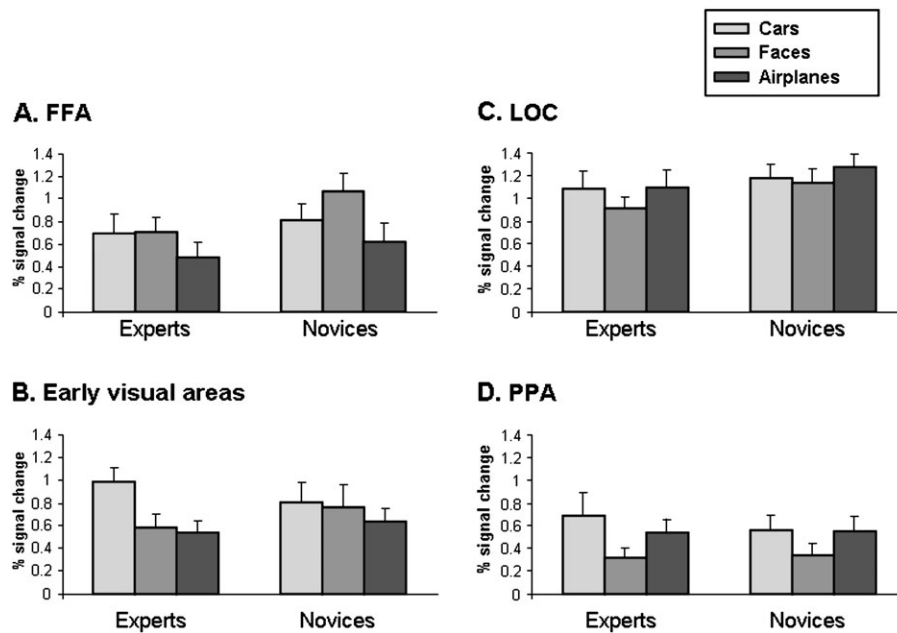 Cars
Faces
Airplanes
A. FFA
% signal change
1.4
1.2
1
0.8
0.6
0.4
0.2
0
Experts Novices
C. LOC
% signal change
1.4
1.2
1
0.8
0.6
0.4
0.2
0
Experts Novices
B. Early visual areas
% signal change
1.4
1.2
1
0.8
0.6
0.4
0.2
0
Experts Novices
D. PPA
% signal change
1.4
1.2
1
0.8
0.6
0.4
0.2
0
Experts Novices